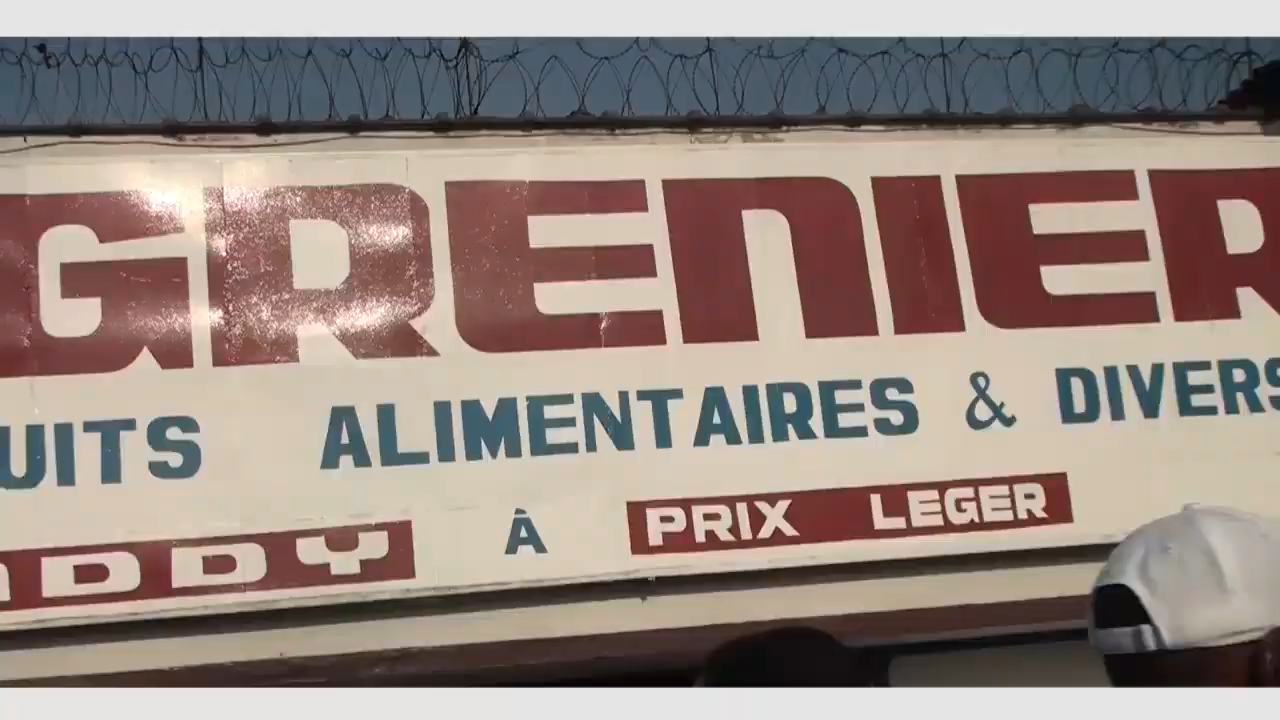 GRENIER
UITS ALIMENTAIRES & DIVERS
DDY À PRIX LEGER